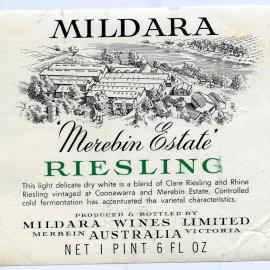 MILDARA
'Merebin Estate'
RIESLING
This light delicate dry white is a blend of Clare Riesling and Rhine
Riesling vintaged at Coonawarra and Merebin Estate. Controlled
cold fermentation has accentuated the varietal characteristics.
PRODUCED & BOTTLED BY
MILDARA WINES LIMITED
MERBEIN AUSTRALIA VICTORIA
NET 1 PINT 6 FL OZ